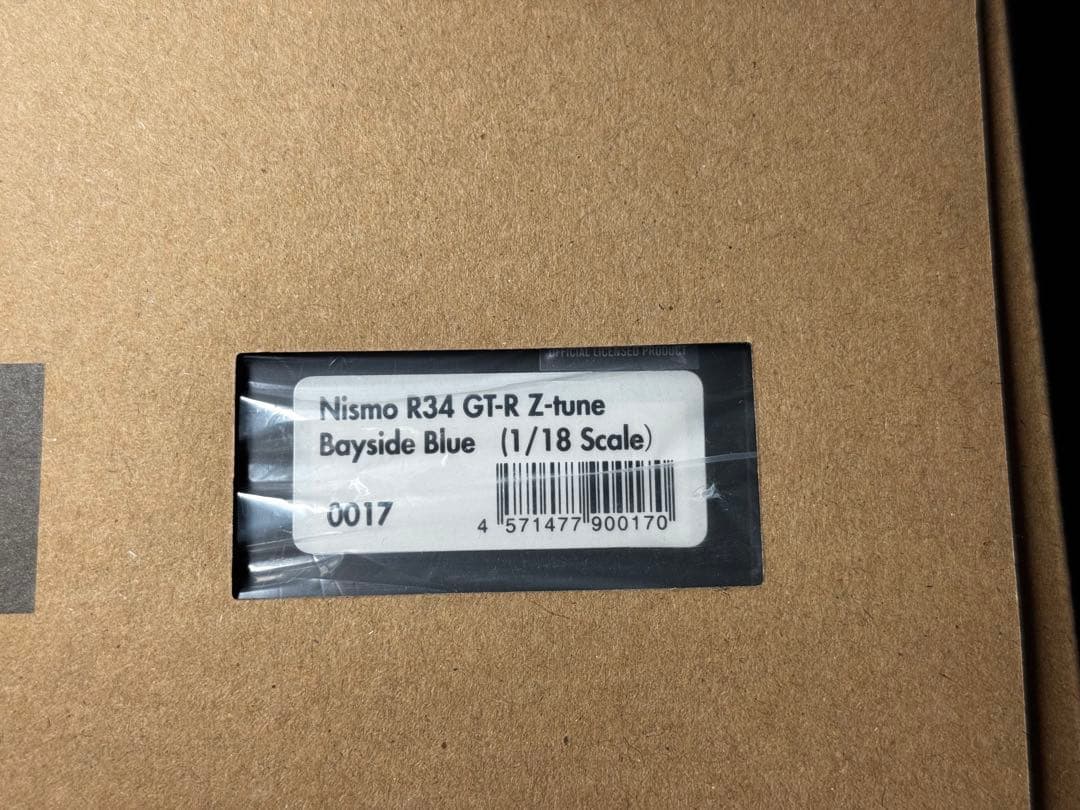 OFFICIAL LICENSED PRODUCT
Nismo R34 GT-R Z-tune
Bayside Blue (1/18 Scale)
0017
4 571477 900170